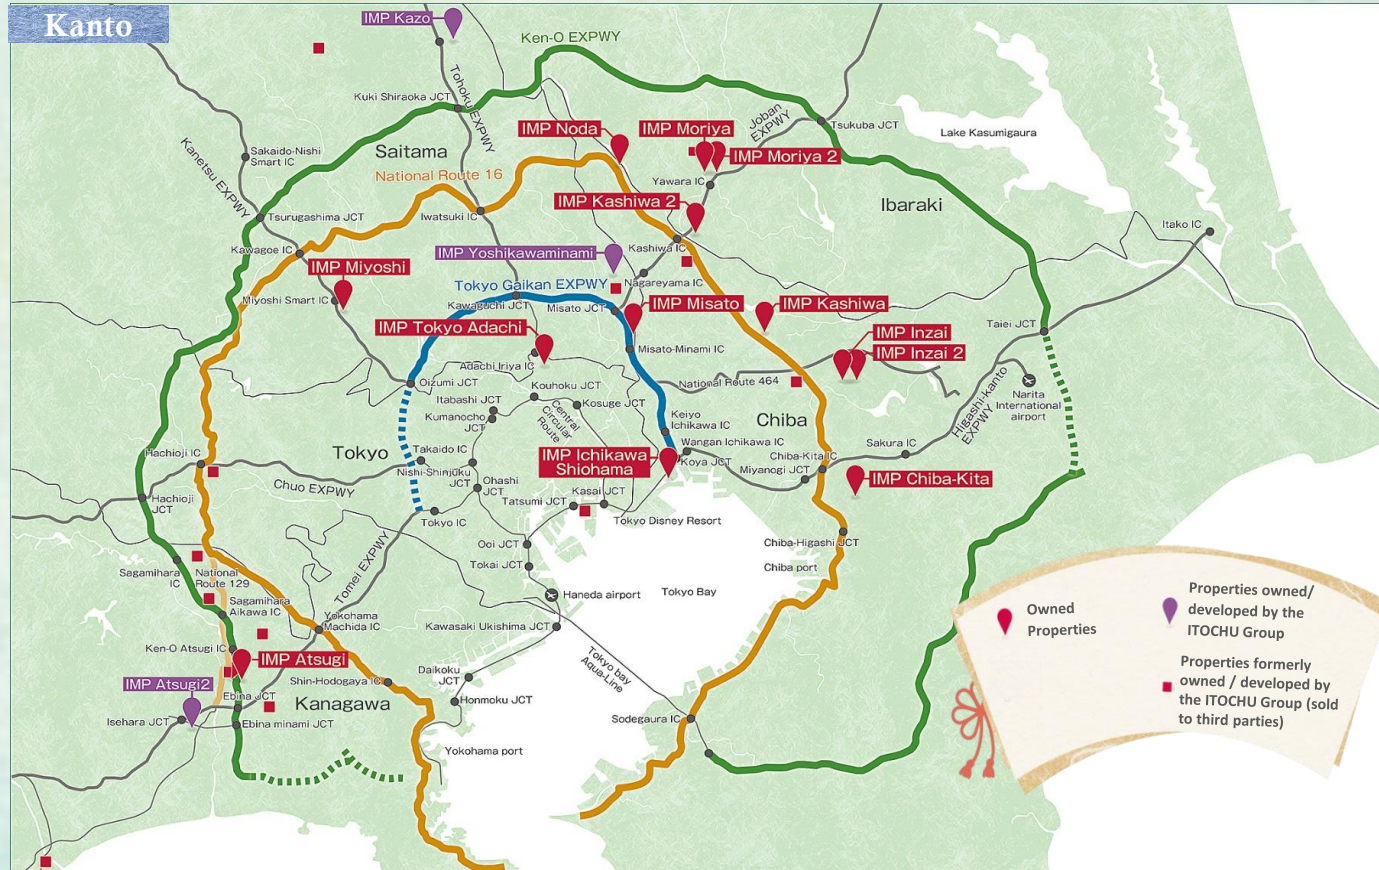 Kanto
IMP Kazo
Ken-O EXPWY
Tohoku EXPWY
Kuki Shiraoka JCT
IMP Noda
IMP Moriya
Joban
EXPWY
Tsukuba JCT
Lake Kasumigaura
IMP Moriya 2
Sakaido-Nishi
Smart IC
Saitama
National Route 16
Kanetsu EXPWY
Yawara IC
IMP Kashiwa 2
Ibaraki
Tsurugashima JCT
Iwatsuki IC
Itako IC
Kawagoe IC
IMP Yoshikawaminami
Kashiwa IC
IMP Miyoshi
Nagareyama IC
Tokyo Gaikan EXPWY
Miyoshi Smart IC
Kawaguchi JCT
Misato JCT
IMP Misato
IMP Kashiwa
IMP Tokyo Adachi
IMP Inzai
Taiei JCT
IMP Inzai 2
Misato-Minami IC
Adachi Iriya IC
Oizumi JCT
Kouhoku JCT
National Route 464
Narita
International
airport
Itabashi JCT
Kumanocho
JCT
Kosuge JCT
Central
Circular
Route
Keiyo
Ichikawa IC
Chiba
Higashi-kanto
EXPWY
Tokyo
Takaido IC
Wangan Ichikawa IC
Sakura IC
Hachioji IC
Nishi-Shinjuku
JCT
IMP Ichikawa
Shiohama
Koya JCT
Chiba-Kita IC
Miyanogi JCT
IMP Chiba-Kita
Chuo EXPWY
Hachioji
JCT
Ohashi
JCT
Tatsumi JCT
Kasai JCT
Tokyo IC
Tokyo Disney Resort
Ooi JCT
Chiba-Higashi JCT
Tokai JCT
Chiba port
Sagamihara
IC
National
Route 129
Tomei EXPWY
Haneda airport
Tokyo Bay
Sagamihara
Aikawa IC
Yokohama
Machida IC
Kawasaki Ukishima JCT
Ken-O Atsugi IC
IMP Atsugi
Tokyo bay
Aqua-Line
Daikoku
JCT
Shin-Hodogaya IC
IMP Atsugi2
Ebina JCT
Kanagawa
Honmoku JCT
Isehara JCT
Ebina minami JCT
Sodegaura IC
Yokohama port
Owned
Properties
Properties owned/
developed by the
ITOCHU Group
Properties formerly
owned / developed by
the ITOCHU Group (sold
to third parties)